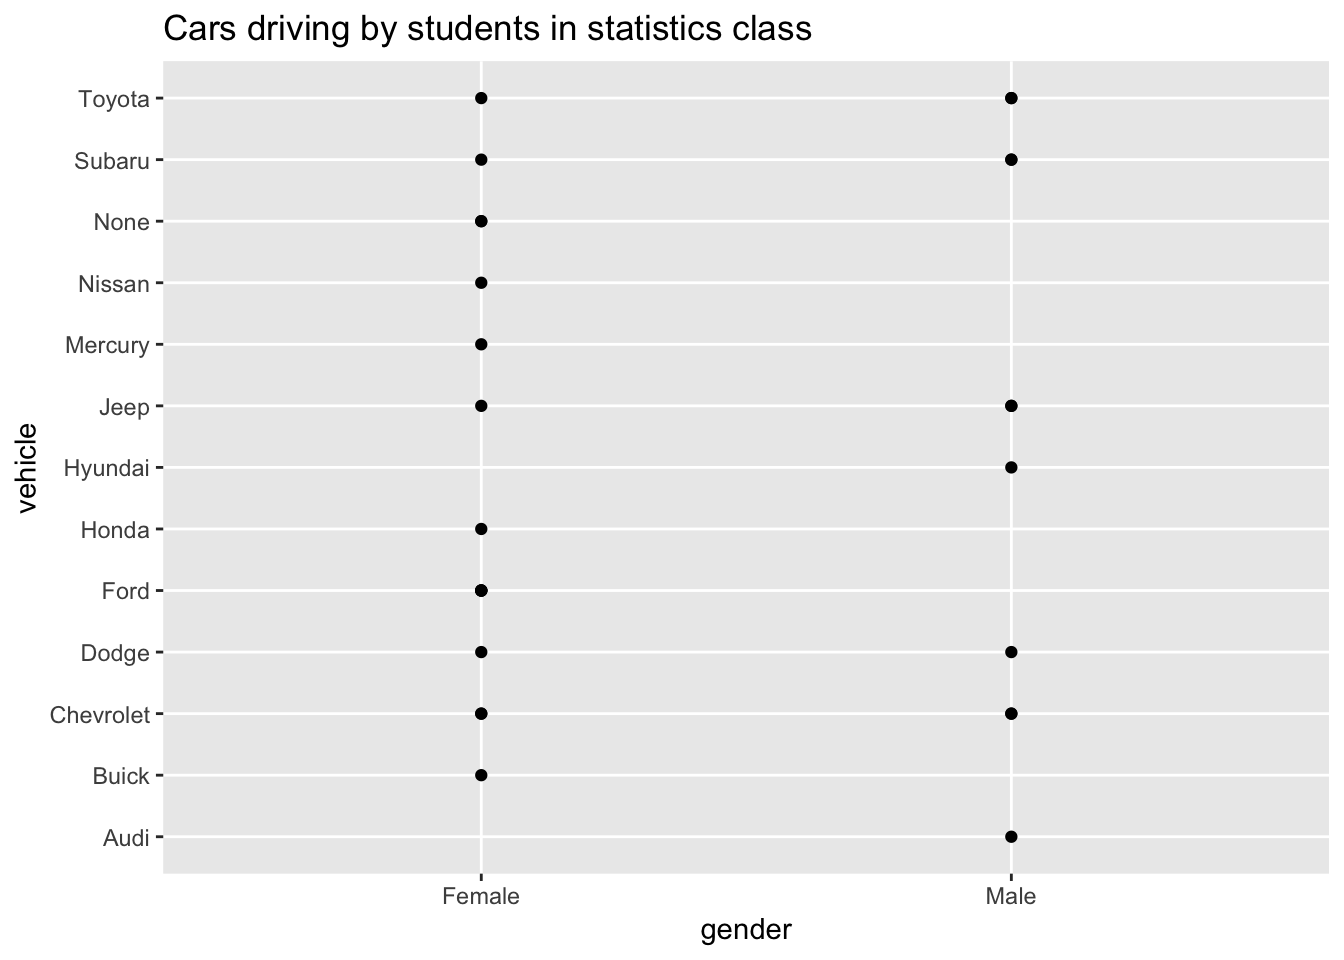 Cars driving by students in statistics class
Toyota
Subaru
None
Nissan
Mercury
Jeep
Hyundai
Honda
Ford
Dodge
Chevrolet
Buick
Audi
vehicle
Female
Male
gender